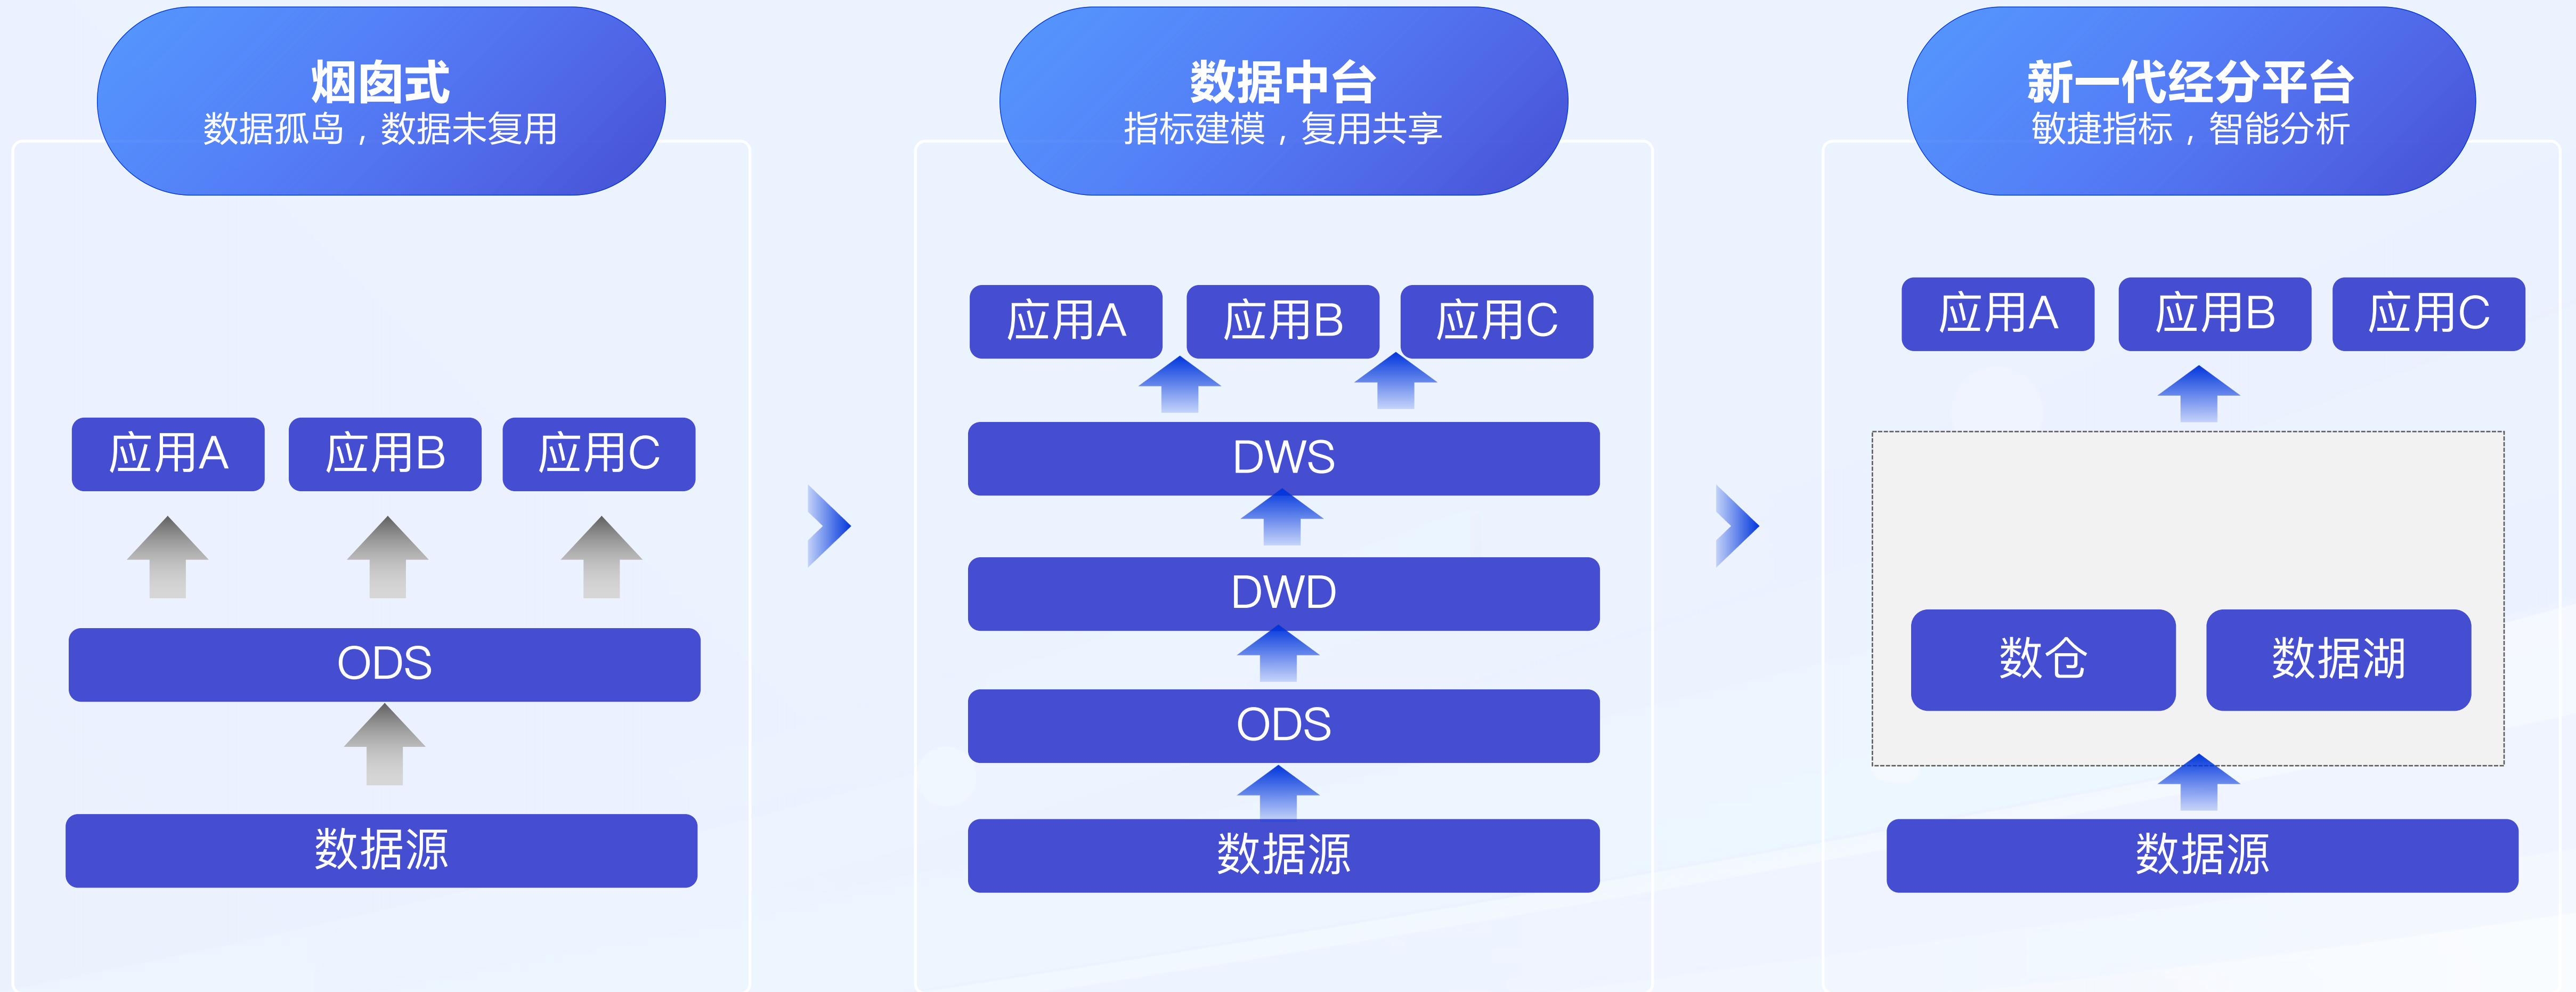 烟囱式
数据孤岛，数据未复用
应用A
应用B
应用C
ODS
数据源
数据中台
指标建模，复用共享
应用A
应用B
应用C
DWS
DWD
ODS
数据源
新一代经分平台
敏捷指标，智能分析
应用A
应用B
应用C
数仓
数据湖
数据源